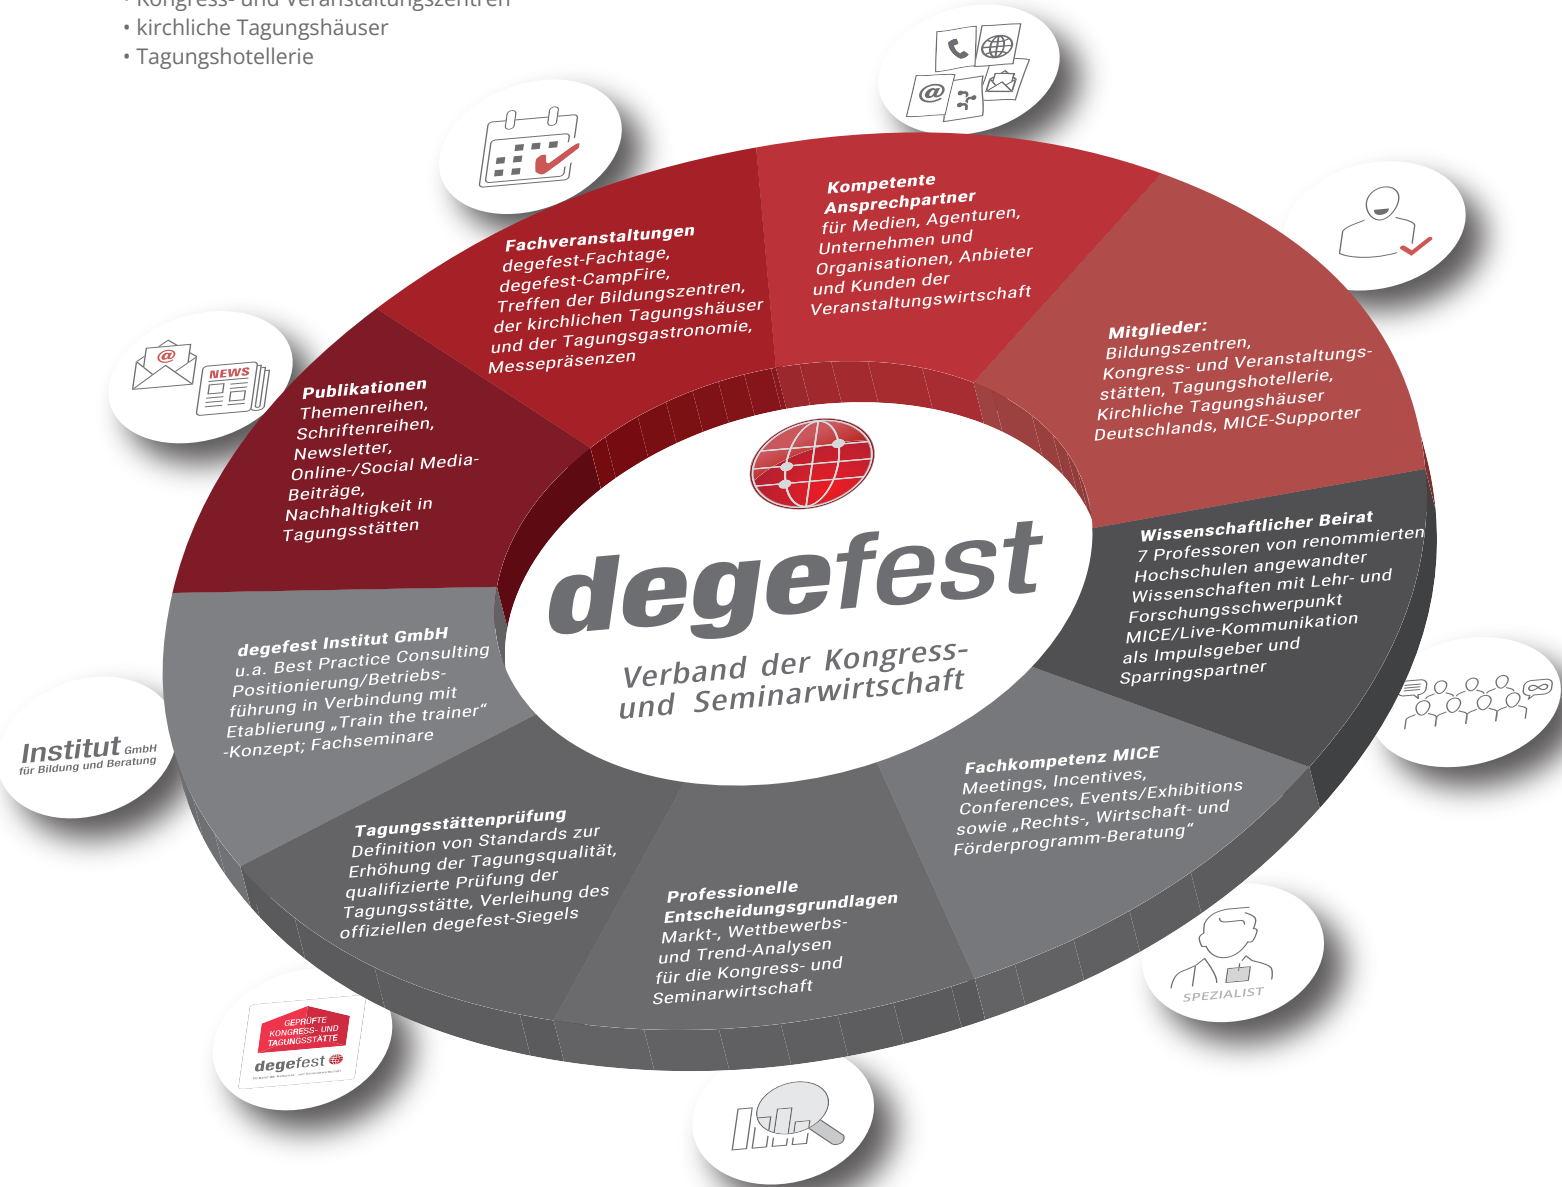 • Kongress- und Veranstaltungszentren
• kirchliche Tagungshäuser
• Tagungshotellerie
Kompetente
Ansprechpartner
für Medien, Agenturen,
Unternehmen und
Organisationen, Anbieter
und Kunden der
Veranstaltungswirtschaft
Fachveranstaltungen
degefest-Fachtage,
degefest-CampFire,
Treffen der Bildungszentren,
der kirchlichen Tagungshäuser
und der Tagungsgastronomie,
Messepräsenzen
Mitglieder:
Bildungszentren,
Kongress- und Veranstaltungs-
stätten, Tagungshotellerie,
Kirchliche Tagungshäuser
Deutschlands, MICE-Supporter
@
@
NEWS
Publikationen
Themenreihen,
Schriftenreihen,
Newsletter,
Online-/Social Media-
Beiträge,
Nachhaltigkeit in
Tagungsstätten
degefest
Verband der Kongress-
und Seminarwirtschaft
Wissenschaftlicher Beirat
7 Professoren von renommierten
Hochschulen angewandter
Wissenschaften mit Lehr- und
Forschungsschwerpunkt
MICE/Live-Kommunikation
als Impulsgeber und
Sparringspartner
degefest Institut GmbH
u.a. Best Practice Consulting
Positionierung/Betriebs-
führung in Verbindung mit
Etablierung „Train the trainer“
-Konzept; Fachseminare
Institut GmbH
für Bildung und Beratung
Fachkompetenz MICE
Meetings, Incentives,
Conferences, Events/Exhibitions
sowie „Rechts-, Wirtschaft- und
Förderprogramm-Beratung“
Tagungsstättenprüfung
Definition von Standards zur
Erhöhung der Tagungsqualität,
qualifizierte Prüfung der
Tagungsstätte, Verleihung des
offiziellen degefest-Siegels
Professionelle
Entscheidungsgrundlagen
Markt-, Wettbewerbs-
und Trend-Analysen
für die Kongress- und
Seminarwirtschaft
SPEZIALIST
GEPRÜFTE
KONGRESS- UND
TAGUNGSSTÄTTE
degefest
Verband der Kongress- und Seminarwirtschaft